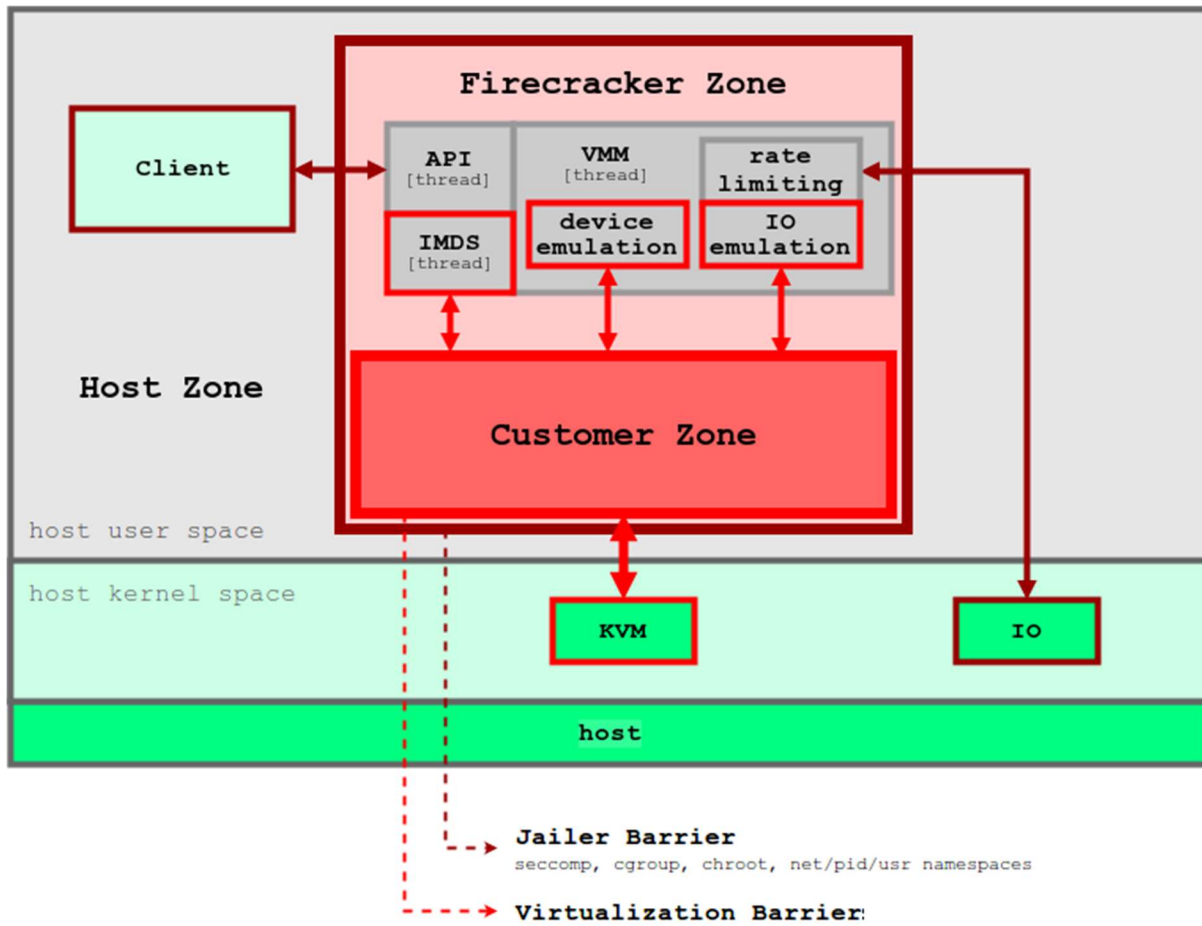 Firecracker Zone
Client
API
[thread]
VMM
[thread]
rate
limiting
IMDS
[thread]
device
emulation
IO
emulation
Host Zone
Customer Zone
host user space
host kernel space
KVM
IO
host
Jailer Barrier
seccomp, cgroup, chroot, net/pid/usr namespaces
Virtualization Barrier: